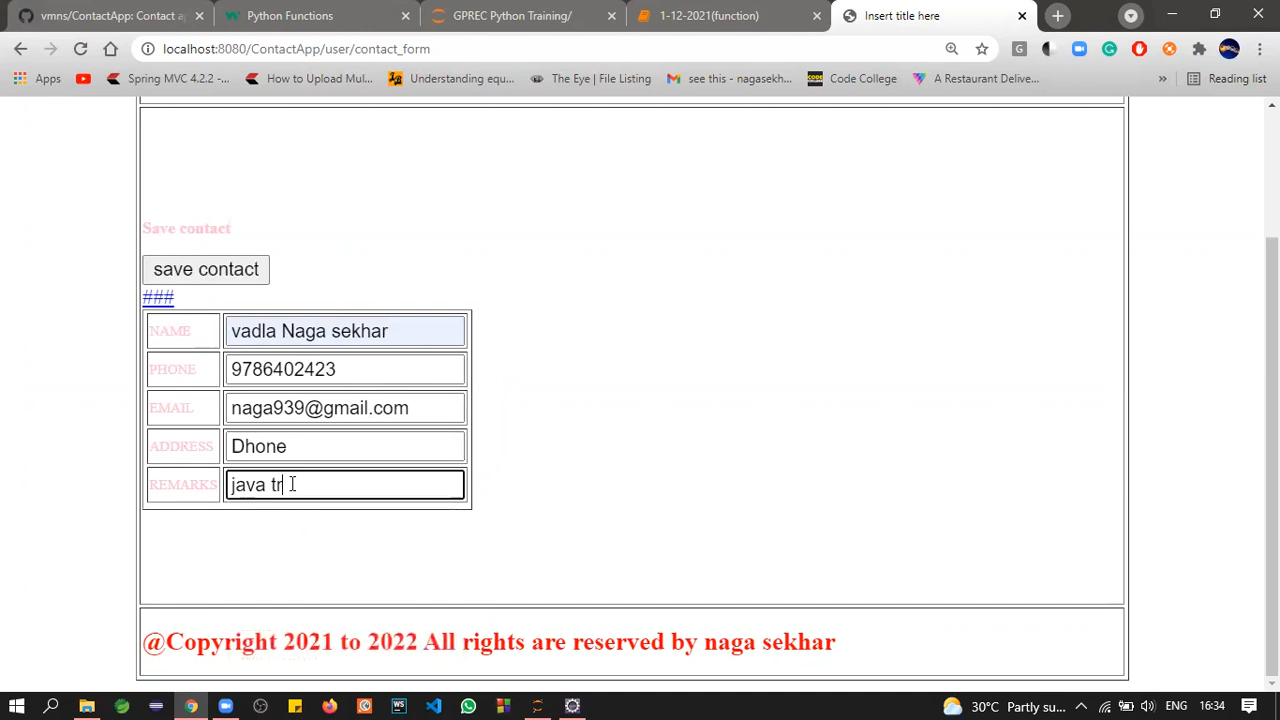 vmns/ContactApp: Contact a
Python Functions
GPREC Python Training/
1-12-2021(function)
Insert title here
localhost:8080/ContactApp/user/contact_form
Apps
Spring MVC 4.2.2 -...
How to Upload Mul...
Understanding equ...
The Eye | File Listing
see this - nagasekh...
Code College
A Restaurant Delive...
»
Reading list
Save contact
save contact
###
NAME vadla Naga sekhar
PHONE 9786402423
EMAIL naga939@gmail.com
ADDRESS Dhone
REMARKS java tr
@Copyright 2021 to 2022 All rights are reserved by naga sekhar
30°C Partly su...
ENG
16:34